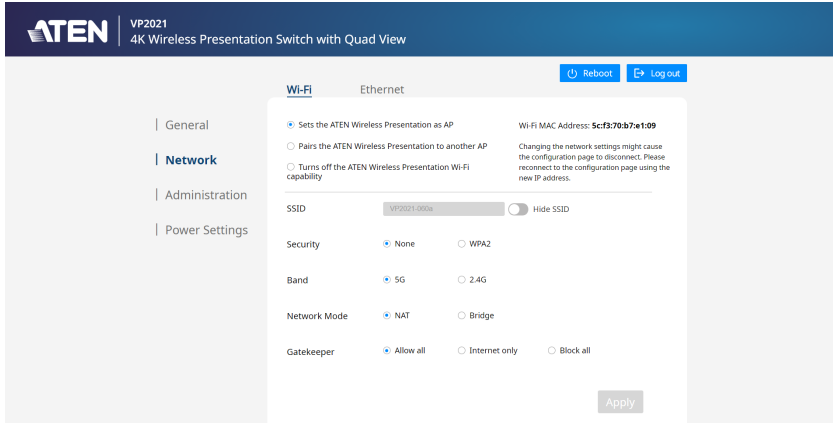 ATEN
VP2021
4K Wireless Presentation Switch with Quad View
Reboot
Log out
Wi-Fi
Ethernet
General
Network
Administration
Power Settings
Sets the ATEN Wireless Presentation as AP
Pairs the ATEN Wireless Presentation to another AP
Turns off the ATEN Wireless Presentation Wi-Fi
capability
Wi-Fi MAC Address: 5c:f3:70:b7:e1:09
Changing the network settings might cause
the configuration page to disconnect. Please
reconnect to the configuration page using the
new IP address.
SSID
VP2021-060a
Hide SSID
Security
None
WPA2
Band
5G
2.4G
Network Mode
NAT
Bridge
Gatekeeper
Allow all
Internet only
Block all
Apply